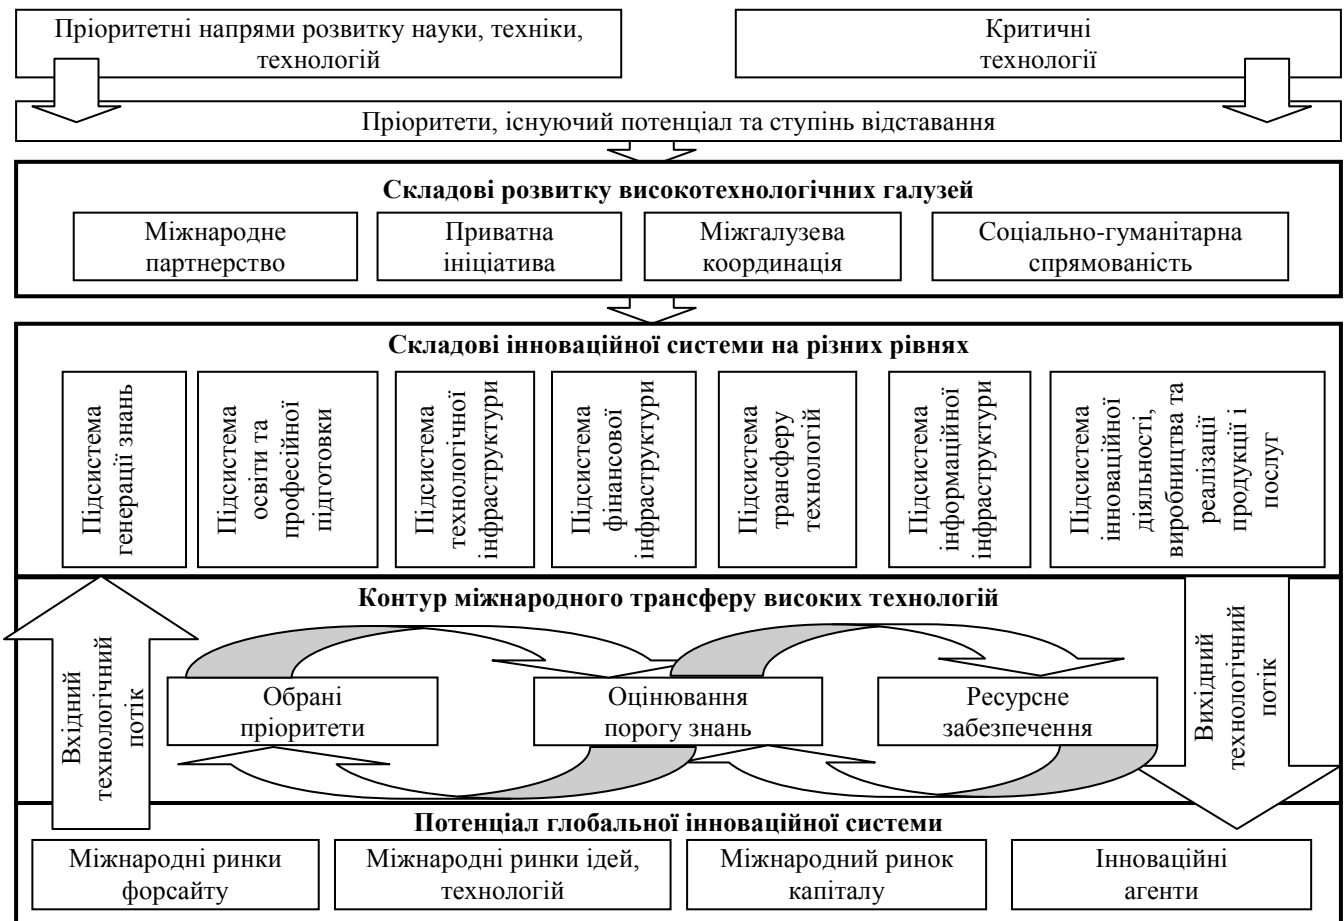 Пріоритетні напрями розвитку науки, техніки,
технологій
Критичні
технології
Пріоритети, існуючий потенціал та ступінь відставання
Складові розвитку високотехнологічних галузей
Міжнародне
партнерство
Приватна
ініціатива
Міжгалузева
координація
Соціально-гуманітарна
спрямованість
Складові інноваційної системи на різних рівнях
Підсистема
генерації знань
Підсистема
освіти та
професійної
підготовки
Підсистема
технологічної
інфраструктури
Підсистема
фінансової
інфраструктури
Підсистема
трансферу
технологій
Підсистема
інформаційної
інфраструктури
Підсистема
інноваційної
діяльності,
виробництва та
реалізації
продукції і
послуг
Контур міжнародного трансферу високих технологій
Вхідний
технологічний
потік
Обрані
пріоритети
Оцінювання
порогу знань
Ресурсне
забезпечення
Вихідний
технологічний
потік
Потенціал глобальної інноваційної системи
Міжнародні ринки
форсайту
Міжнародні ринки ідей,
технологій
Міжнародний ринок
капіталу
Інноваційні
агенти